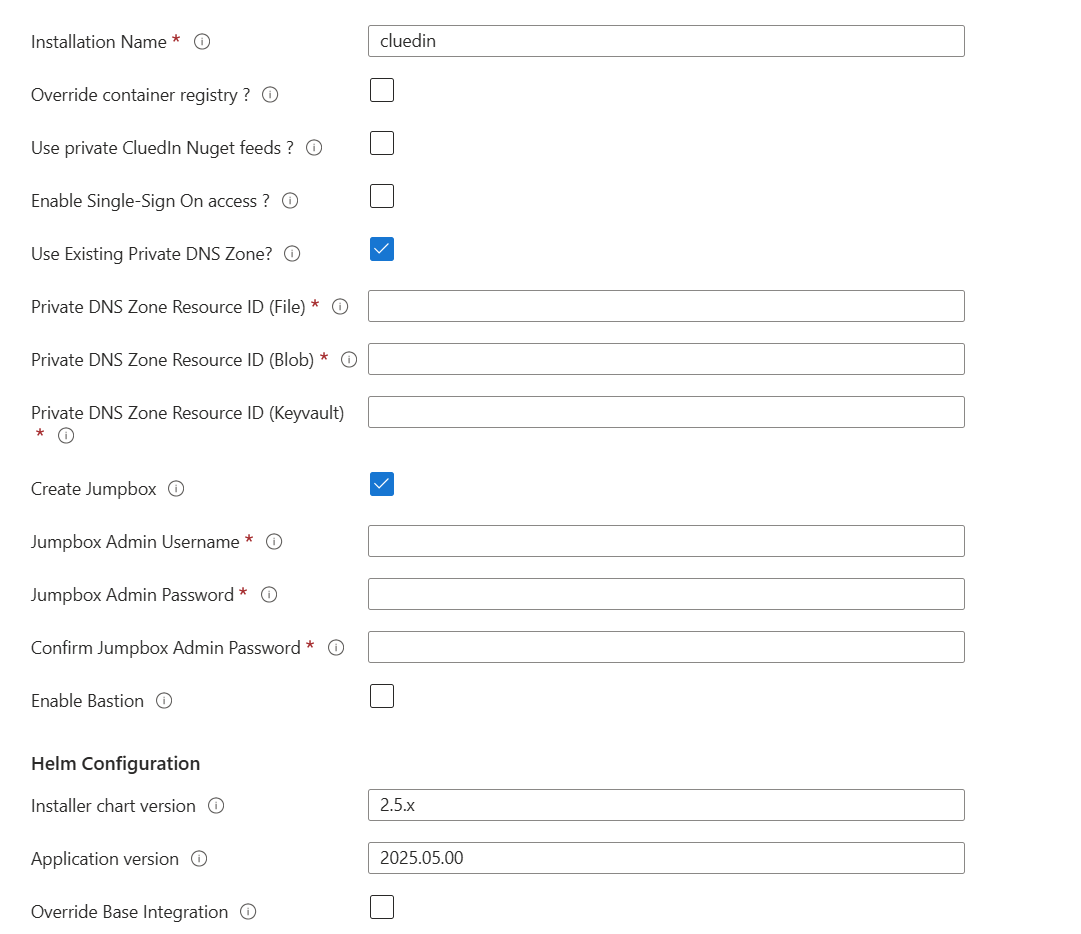 Installation Name *
cluedin
Override container registry ?
Use private CluedIn Nuget feeds ?
Enable Single-Sign On access ?
Use Existing Private DNS Zone?
Private DNS Zone Resource ID (File) *
Private DNS Zone Resource ID (Blob) *
Private DNS Zone Resource ID (Keyvault)
*
Create Jumpbox
Jumpbox Admin Username *
Jumpbox Admin Password *
Confirm Jumpbox Admin Password *
Enable Bastion
Helm Configuration
Installer chart version
2.5.x
Application version
2025.05.00
Override Base Integration